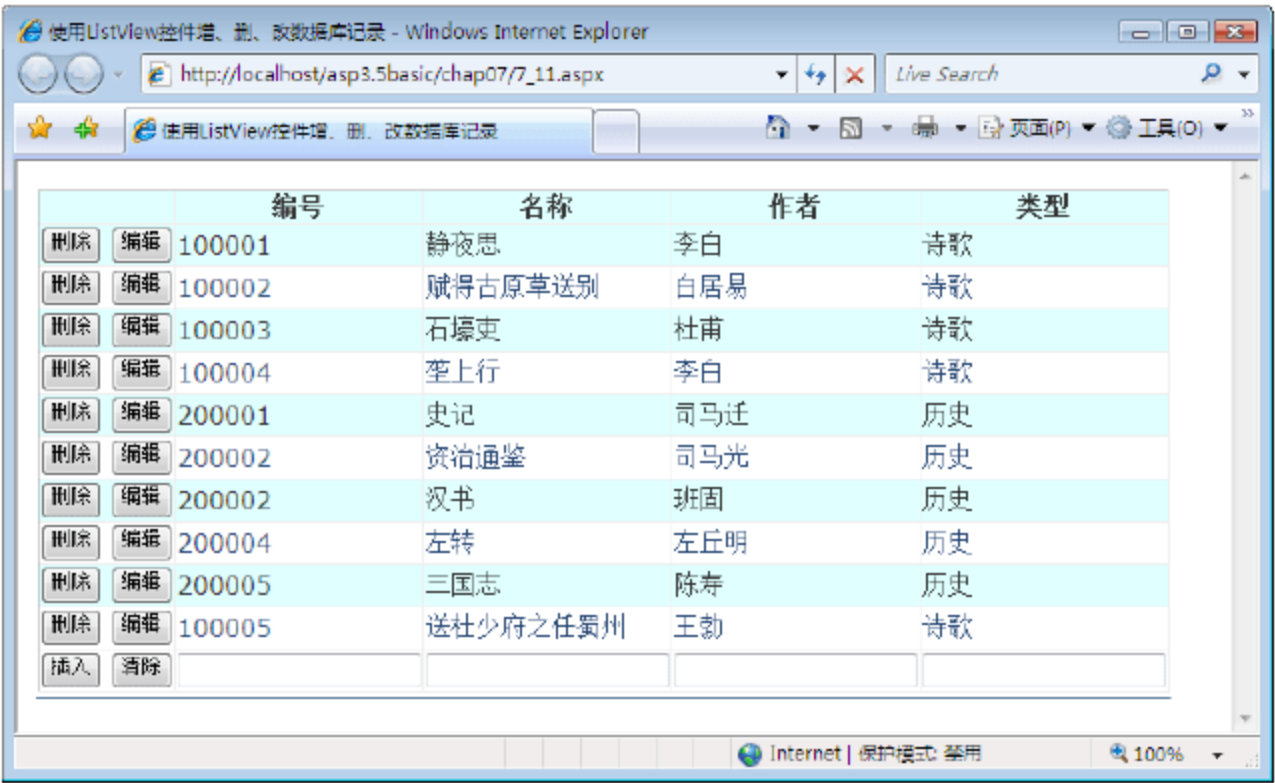 使用ListView控件增、删、改数据库记录 - Windows Internet Explorer
http://localhost/asp3.5basic/chap07/7_11.aspx Live Search
使用ListView控件增、删、改数据库记录 页面(P) 工具(O)
编号 名称 作者 类型
删除 编辑 100001 静夜思 李白 诗歌
删除 编辑 100002 赋得古原草送别 白居易 诗歌
删除 编辑 100003 石壕吏 杜甫 诗歌
删除 编辑 100004 垄上行 李白 诗歌
删除 编辑 200001 史记 司马迁 历史
删除 编辑 200002 资治通鉴 司马光 历史
删除 编辑 200002 汉书 班固 历史
删除 编辑 200004 左转 左丘明 历史
删除 编辑 200005 三国志 陈寿 历史
删除 编辑 100005 送杜少府之任蜀州 王勃 诗歌
插入 清除
Internet | 保护模式: 禁用 100%